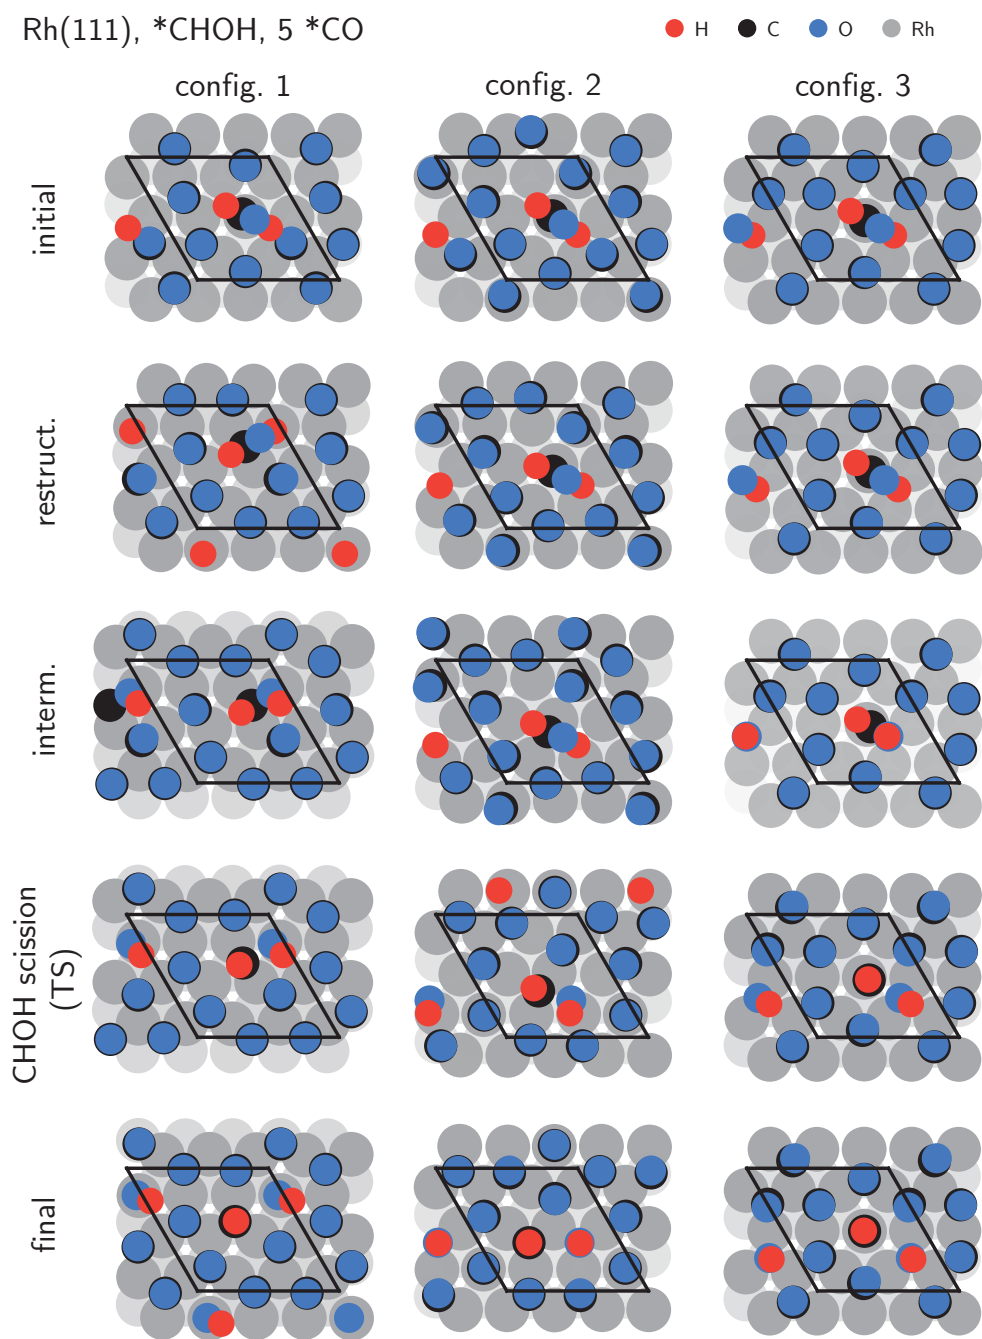 Rh(111), *CHOH, 5 *CO
H C O Rh
config. 1 config. 2 config. 3
initial
restruct.
interm.
CHOH scission
(TS)
final